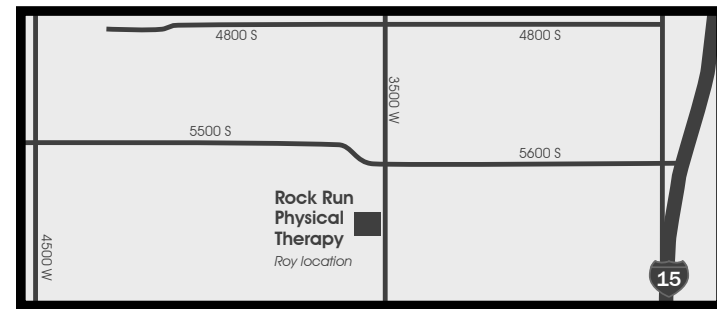 4800 S
4800 S
3500 W
5500 S
5600 S
Rock Run
Physical
Therapy
Roy location
4500 W
15